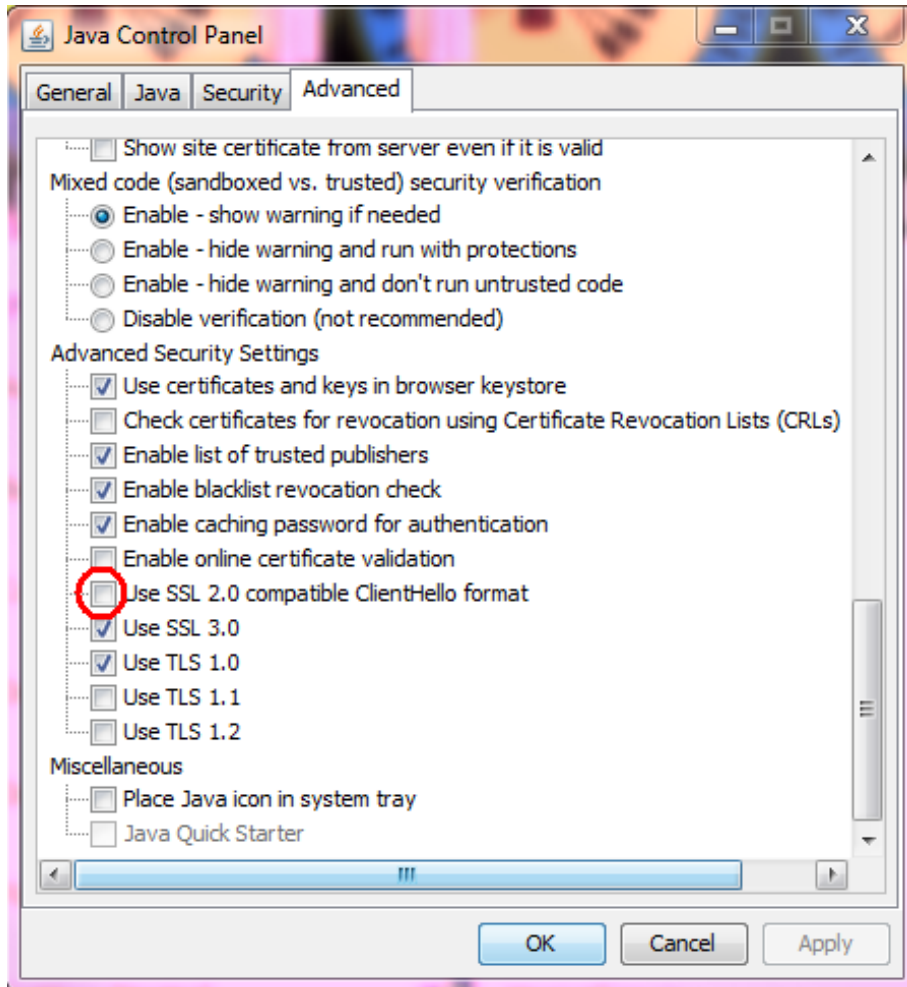 Java Control Panel
General Java Security Advanced
Show site certificate from server even if it is valid
Mixed code (sandboxed vs. trusted) security verification
Enable - show warning if needed
Enable - hide warning and run with protections
Enable - hide warning and don't run untrusted code
Disable verification (not recommended)
Advanced Security Settings
Use certificates and keys in browser keystore
Check certificates for revocation using Certificate Revocation Lists (CRLs)
Enable list of trusted publishers
Enable blacklist revocation check
Enable caching password for authentication
Enable online certificate validation
Use SSL 2.0 compatible ClientHello format
Use SSL 3.0
Use TLS 1.0
Use TLS 1.1
Use TLS 1.2
Miscellaneous
Place Java icon in system tray
Java Quick Starter
OK Cancel Apply